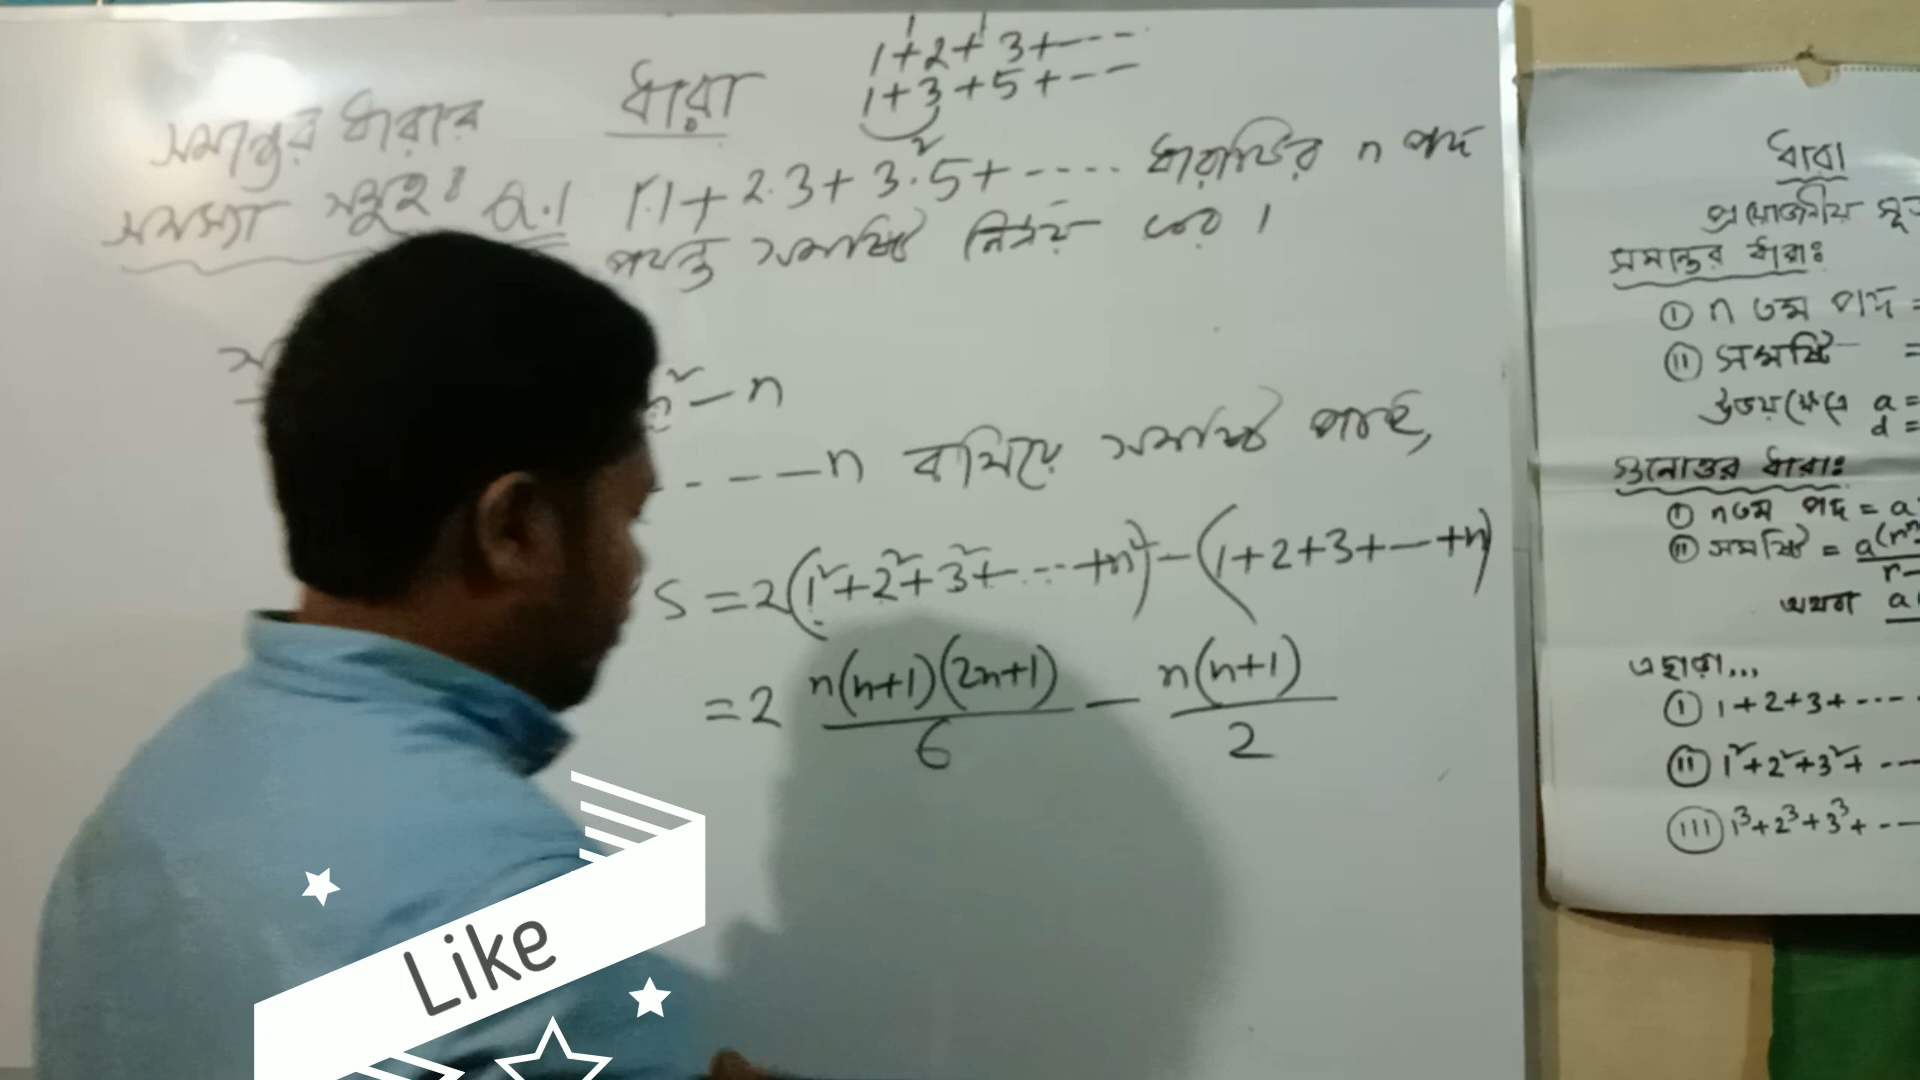 1+2+3+----
ধারা 1+3+5+---
সমান্তর ধারার
সমস্যা সমূহঃ Q.1 1.1+2.3+3.5+----- ধারাটির n পদ
পর্যন্ত সমষ্টি নির্ণয় কর।
² - n
- - - - n বসিয়ে সমষ্টি পাই,
S = 2(1²+2²+3²+-----+n²) - (1+2+3+---+n)
= 2 n(n+1)(2n+1)/6 - n(n+1)/2
ধারা
প্রয়োজনীয়
সমান্তর ধারাঃ
(i) n তম পদ =
(ii) সমষ্টি =
উভয়ক্ষেত্রে a =
d =
গুনোত্তর ধারাঃ
(i) n তম পদ = a
(ii) সমষ্টি = a(rⁿ
r-
অথবা a
এছাড়া...
(i) 1+2+3+----
(ii) 1²+2²+3²+---
(iii) 1³+2³+3³+---
Like